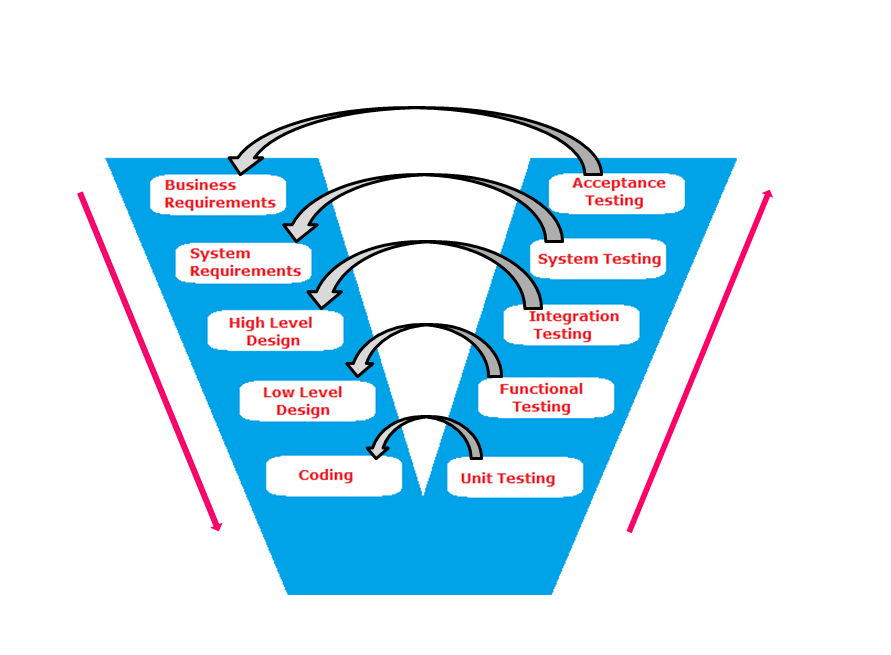 Business
Requirements
Acceptance
Testing
System
Requirements
System Testing
High Level
Design
Integration
Testing
Low Level
Design
Functional
Testing
Coding
Unit Testing